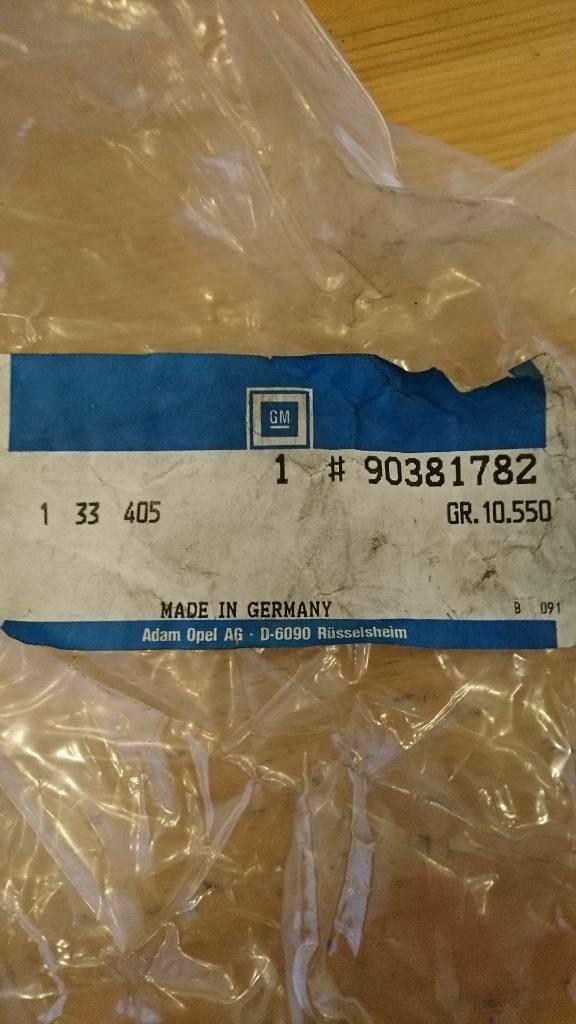 GM
1 # 90381782
1 33 405 GR.10.550
MADE IN GERMANY B 091
Adam Opel AG · D-6090 Rüsselsheim